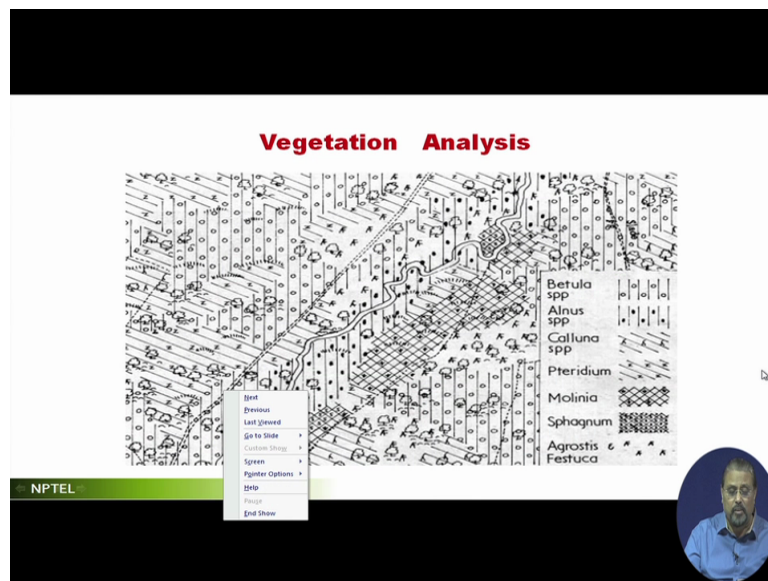 Vegetation Analysis
Betula
spp
Alnus
spp
Calluna
spp
Pteridium
Molinia
Sphagnum
Agrostis
Festuca
Next
Previous
Last Viewed
Go to Slide
Custom Show
Screen
Pointer Options
Help
Pause
End Show
NPTEL